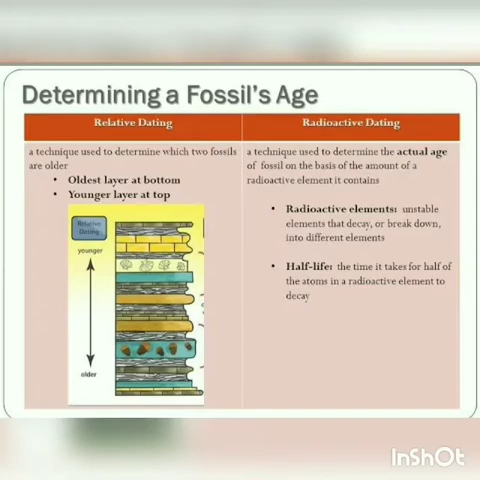 Determining a Fossil's Age
Relative Dating
a technique used to determine which two fossils
are older
• Oldest layer at bottom
• Younger layer at top
Relative
Dating
younger
older
Radioactive Dating
a technique used to determine the actual age
of fossil on the basis of the amount of a
radioactive element it contains
• Radioactive elements: unstable
elements that decay, or break down,
into different elements
• Half-life: the time it takes for half of
the atoms in a radioactive element to
decay
InShOt